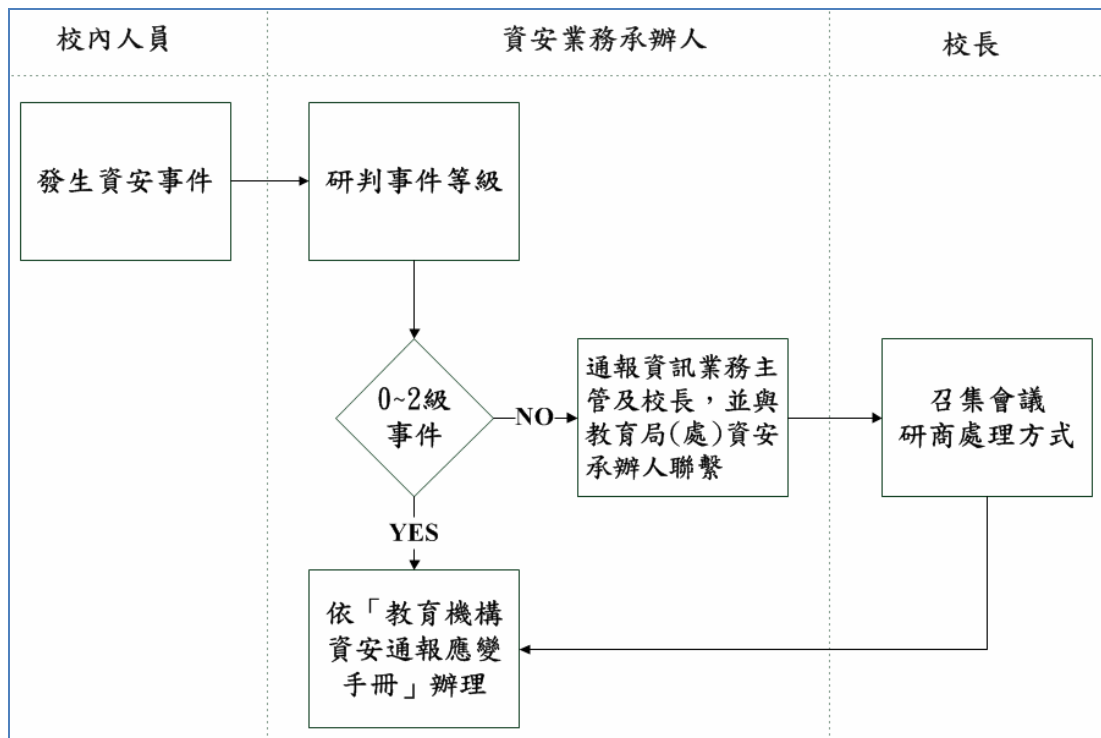 校內人員
資安業務承辦人
校長
發生資安事件
研判事件等級
0~2級
事件
NO
通報資訊業務主
管及校長，並與
教育局(處)資安
承辦人聯繫
召集會議
研商處理方式
YES
依「教育機構
資安通報應變
手冊」辦理